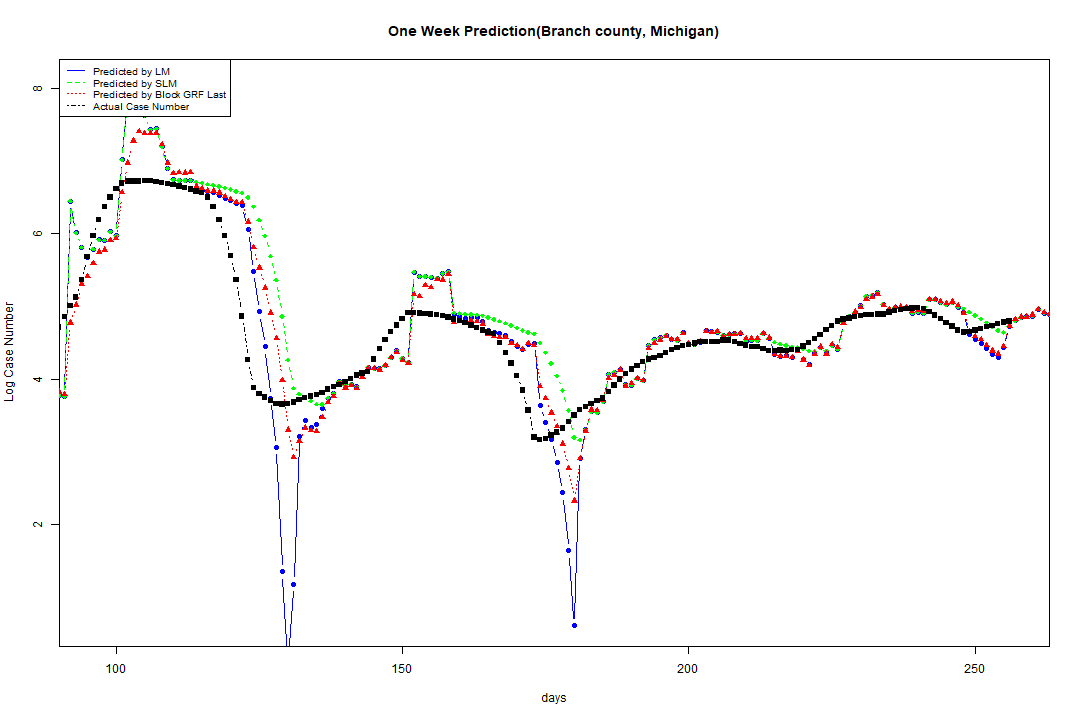 One Week Prediction(Branch county, Michigan)
Predicted by LM
Predicted by SLM
Predicted by Block GRF Last
Actual Case Number
Log Case Number
8
6
4
2
100 150 200 250
days